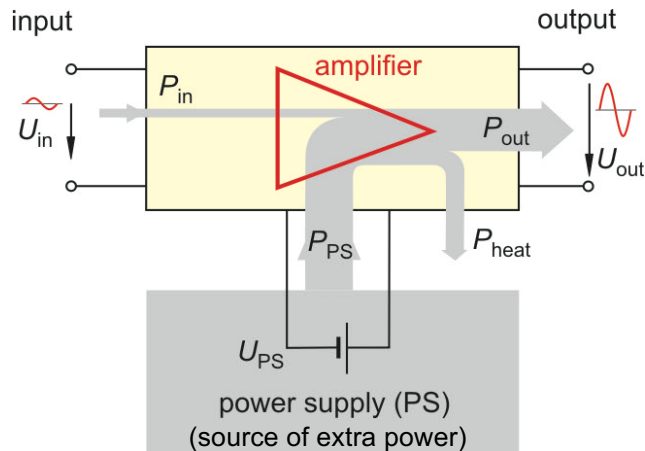 input
output
amplifier
P_in
U_in
P_out
U_out
P_PS
P_heat
U_PS
power supply (PS)
(source of extra power)